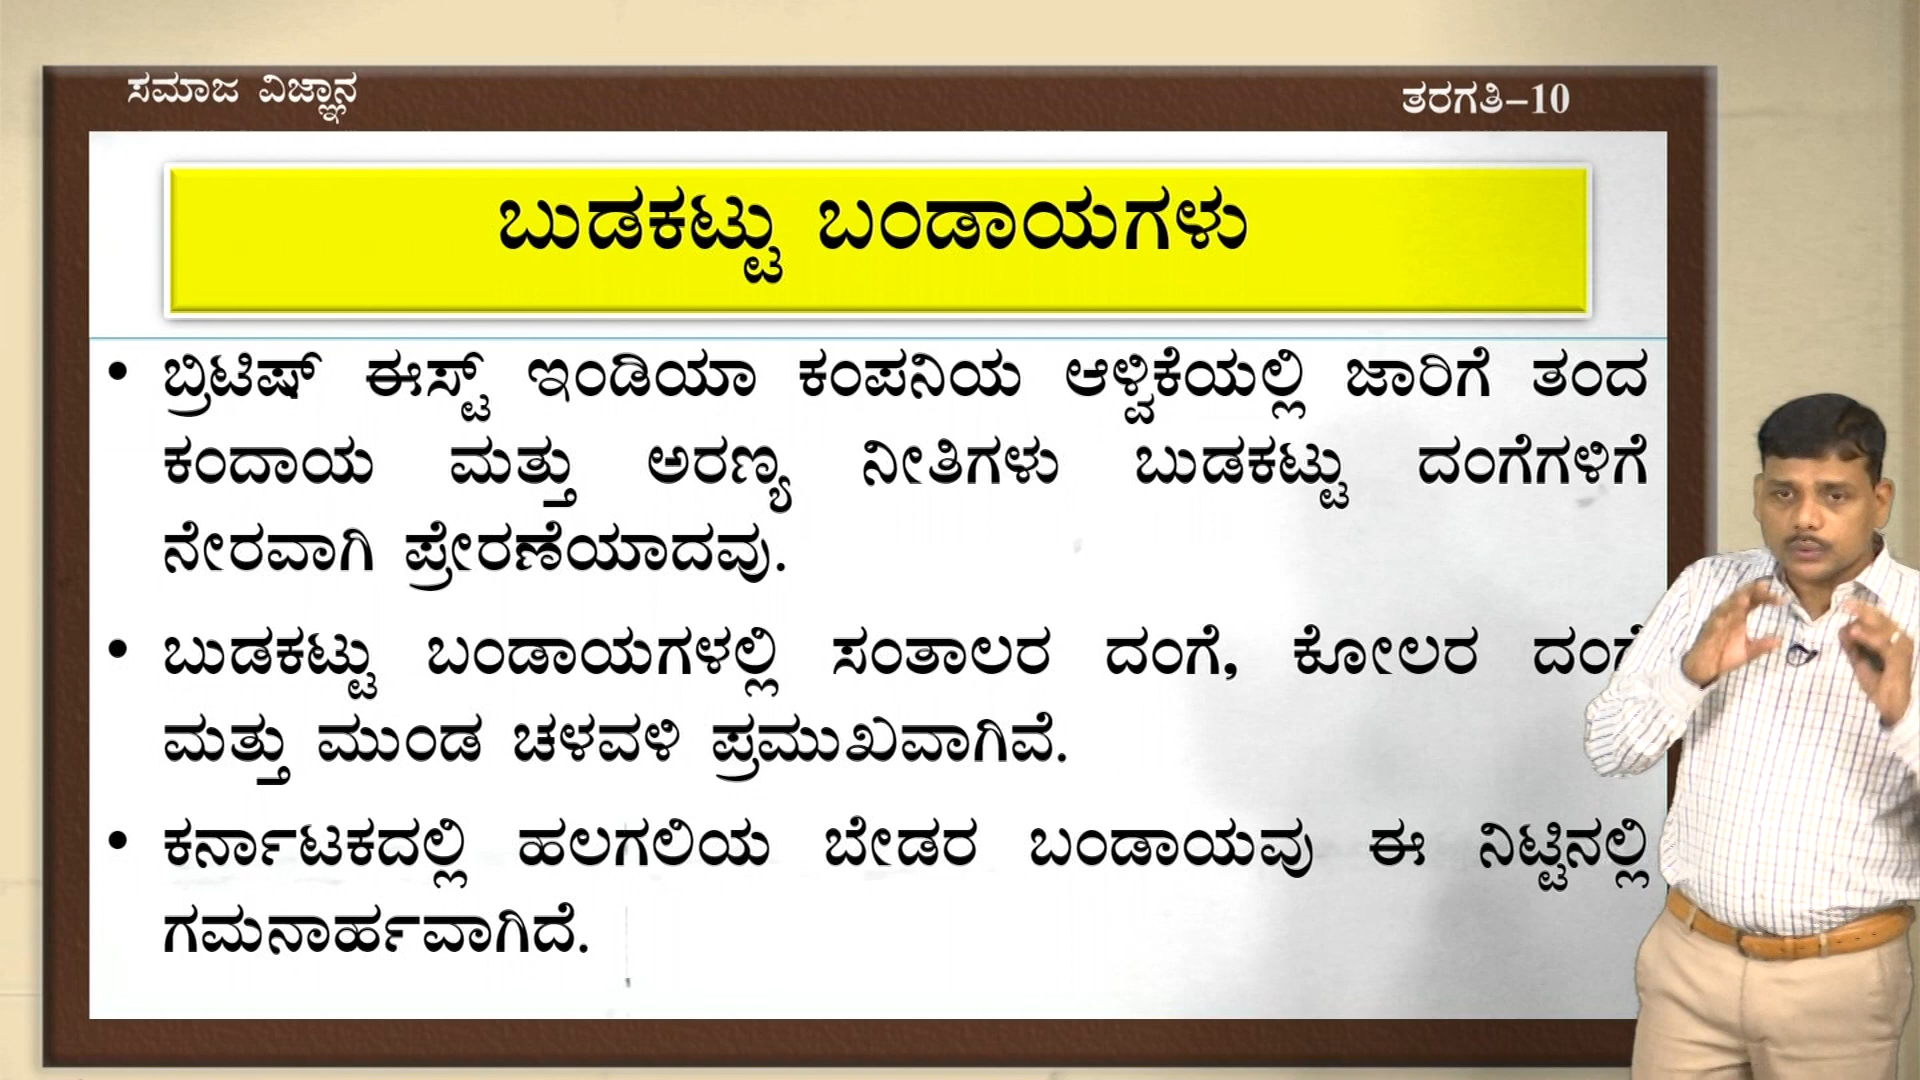 ಸಮಾಜ ವಿಜ್ಞಾನ
ತರಗತಿ–10
ಬುಡಕಟ್ಟು ಬಂಡಾಯಗಳು
• ಬ್ರಿಟಿಷ್ ಈಸ್ಟ್ ಇಂಡಿಯಾ ಕಂಪನಿಯ ಆಳ್ವಿಕೆಯಲ್ಲಿ ಜಾರಿಗೆ ತಂದ
ಕಂದಾಯ ಮತ್ತು ಅರಣ್ಯ ನೀತಿಗಳು ಬುಡಕಟ್ಟು ದಂಗೆಗಳಿಗೆ
ನೇರವಾಗಿ ಪ್ರೇರಣೆಯಾದವು.
• ಬುಡಕಟ್ಟು ಬಂಡಾಯಗಳಲ್ಲಿ ಸಂತಾಲರ ದಂಗೆ, ಕೋಲರ ದಂಗೆ
ಮತ್ತು ಮುಂಡ ಚಳವಳಿ ಪ್ರಮುಖವಾಗಿವೆ.
• ಕರ್ನಾಟಕದಲ್ಲಿ ಹಲಗಲಿಯ ಬೇಡರ ಬಂಡಾಯವು ಈ ನಿಟ್ಟಿನಲ್ಲಿ
ಗಮನಾರ್ಹವಾಗಿದೆ.